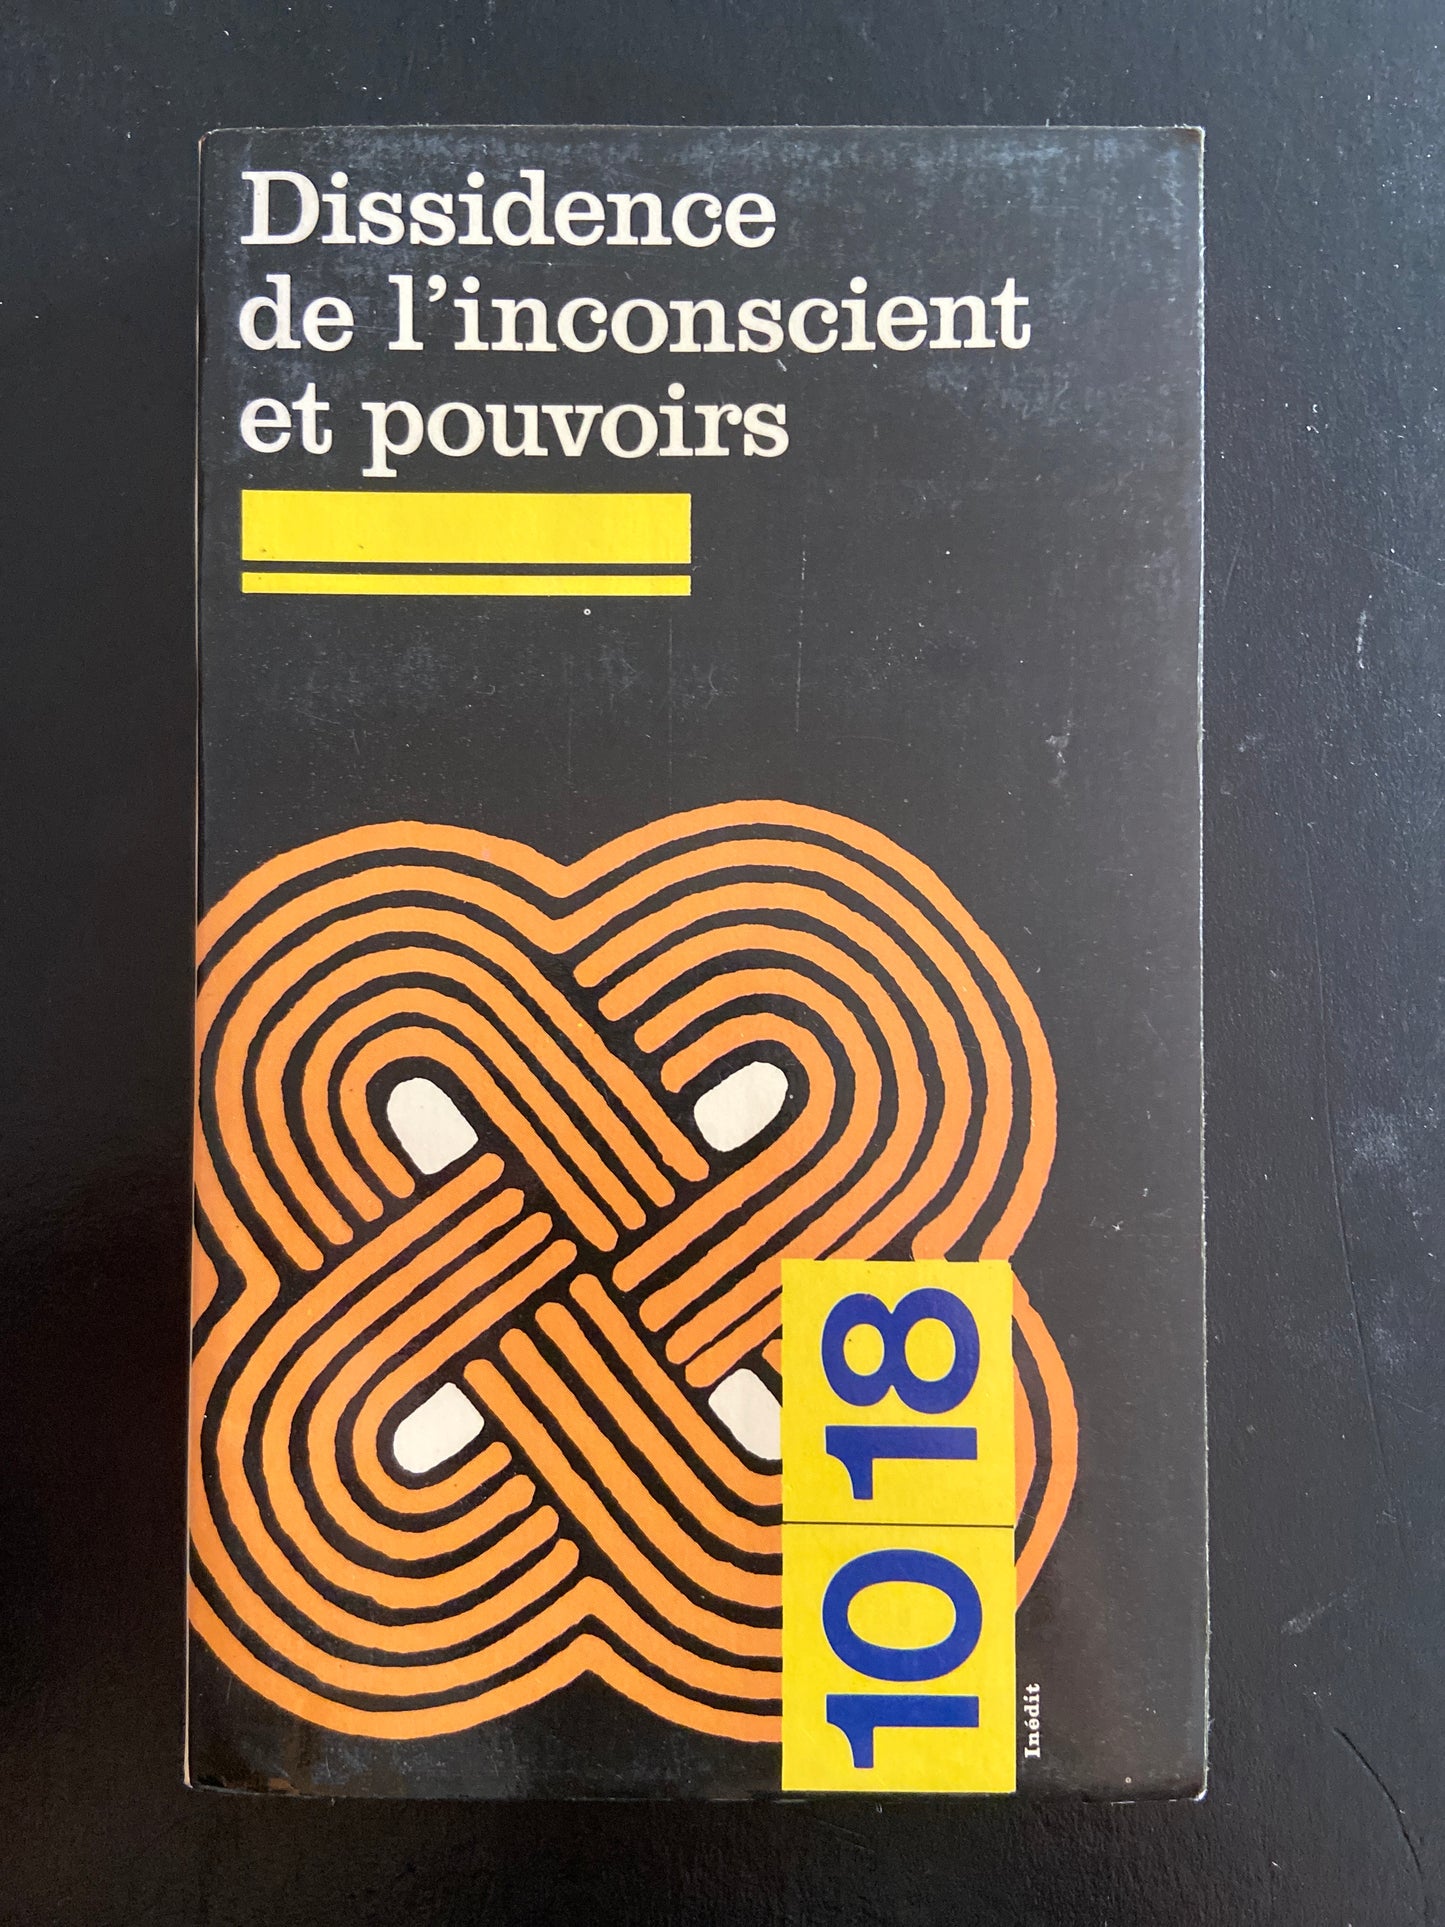 Dissidence
de l'inconscient
et pouvoirs
10 18
Inédit